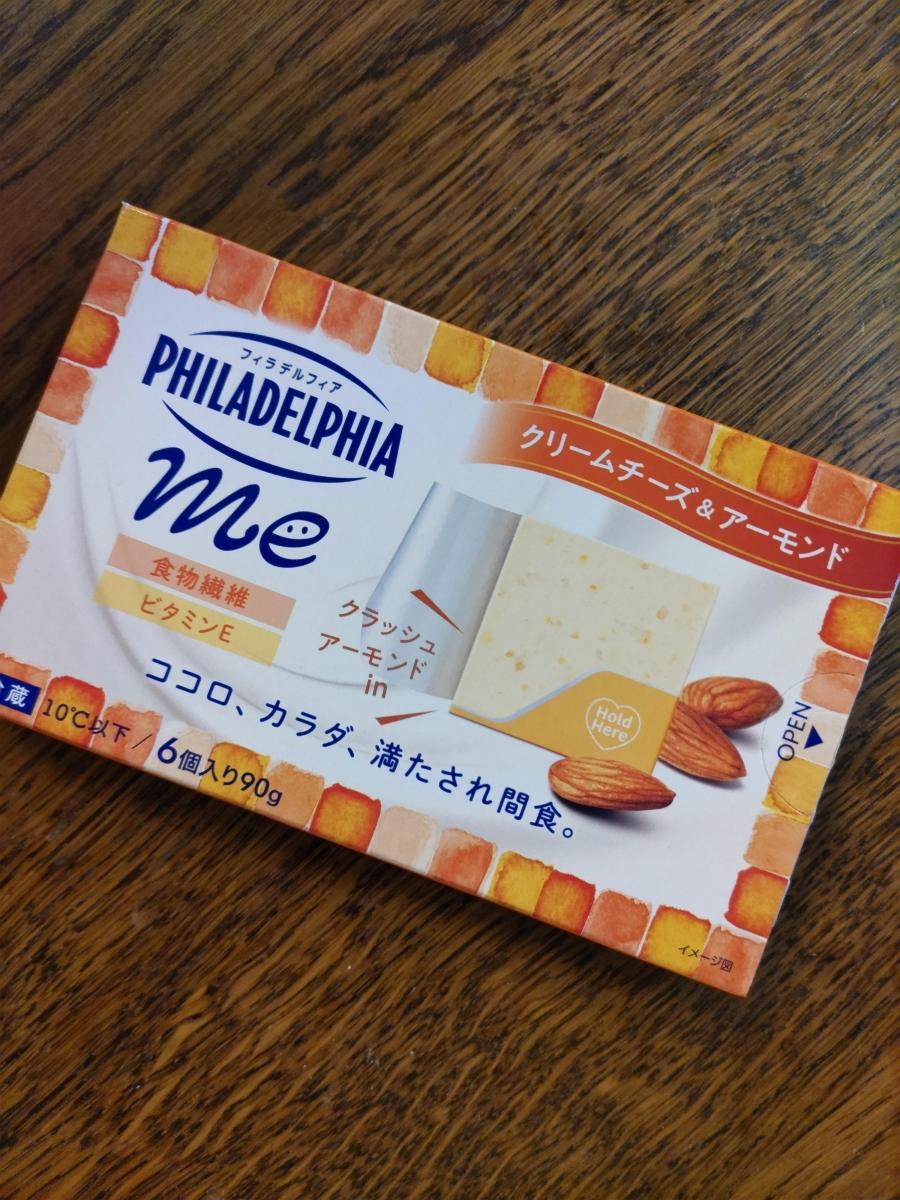 フィラデルフィア
PHILADELPHIA
me
クリームチーズ&アーモンド
食物繊維
ビタミンE
クラッシュ
アーモンド
in
Hold
Here
OPEN
ココロ、カラダ、満たされ間食。
蔵 10℃以下 / 6個入り90g
イメージ図